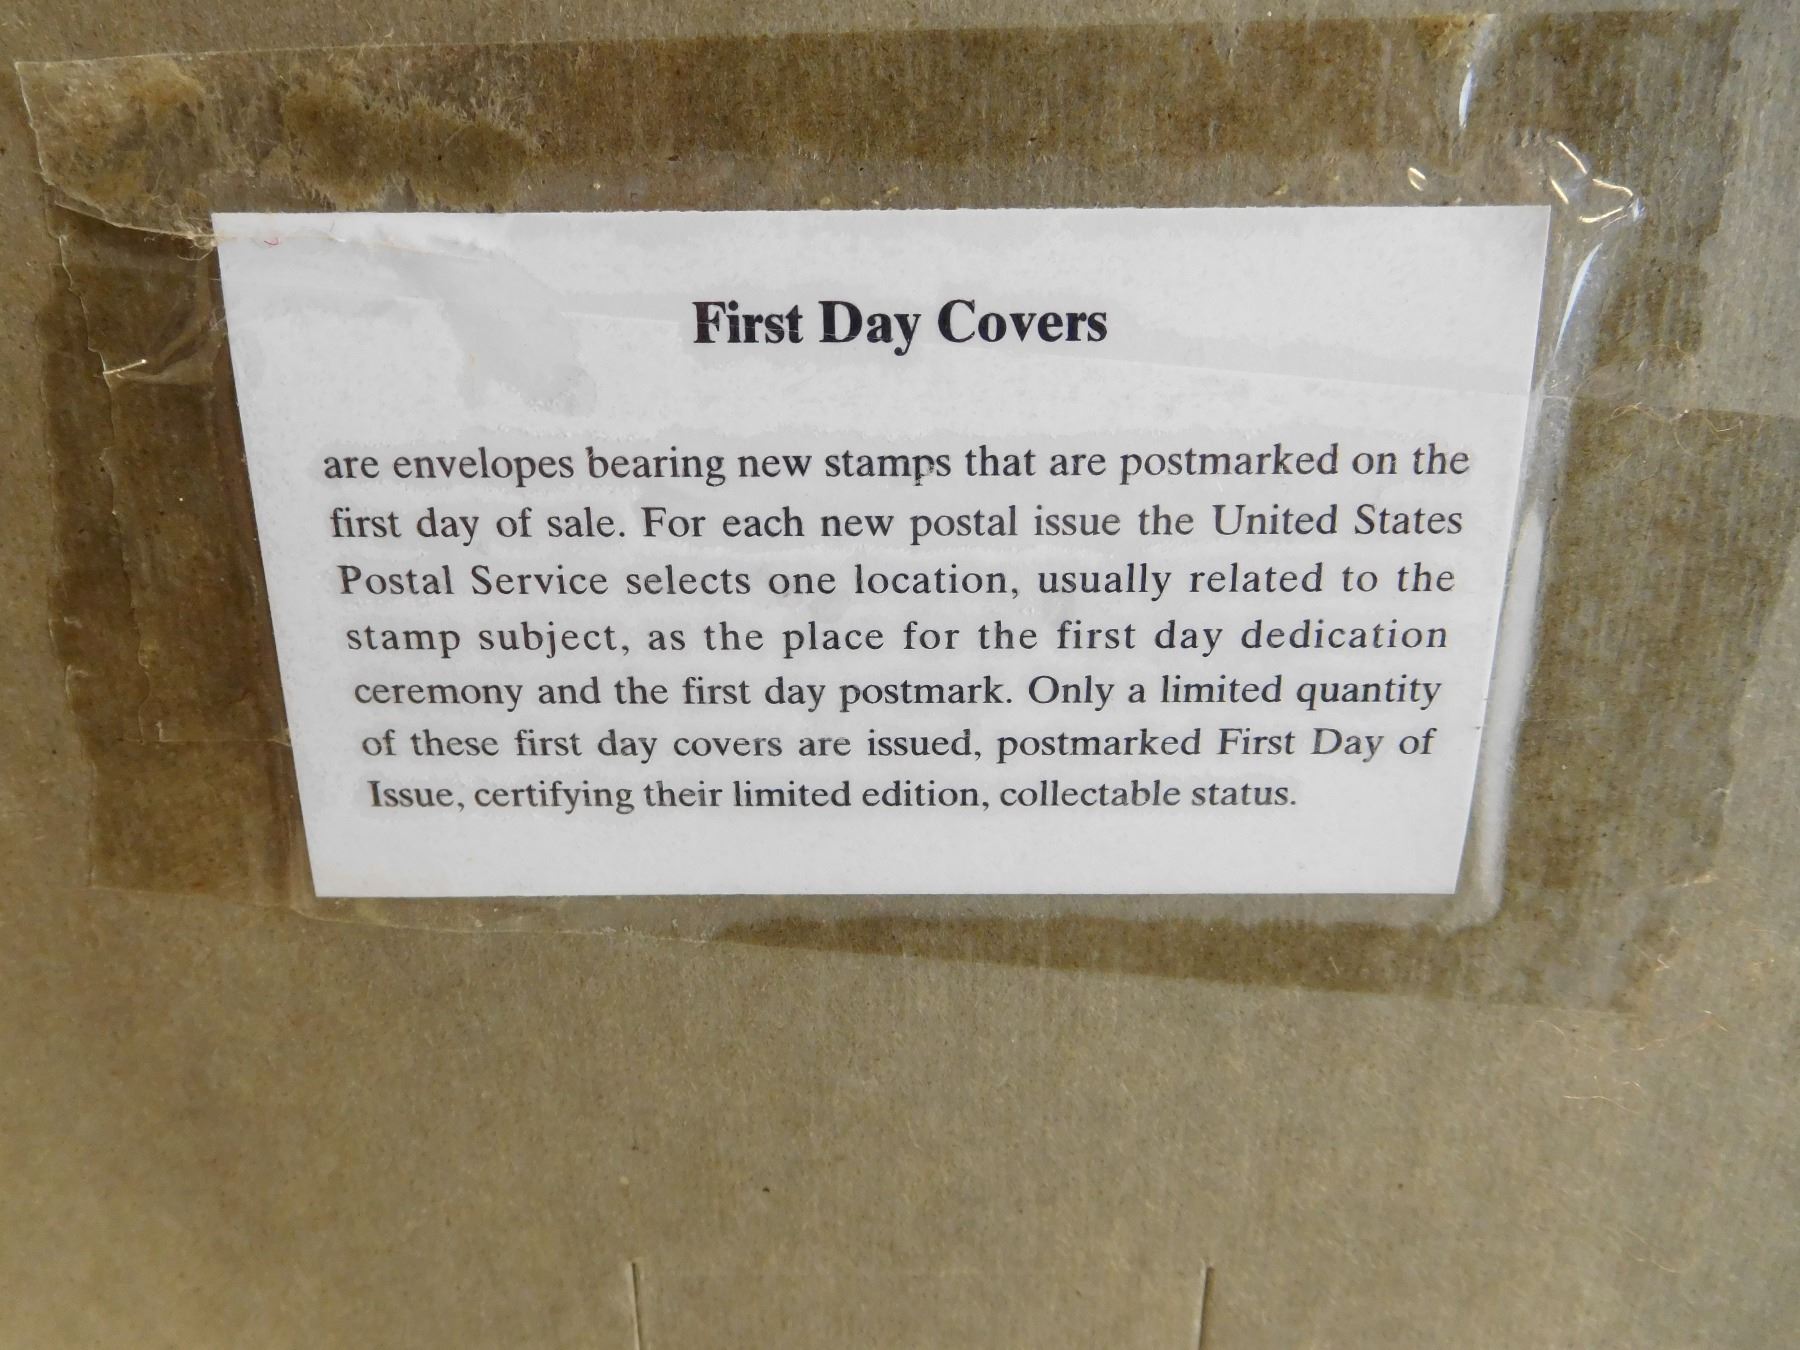 First Day Covers
are envelopes bearing new stamps that are postmarked on the
first day of sale. For each new postal issue the United States
Postal Service selects one location, usually related to the
stamp subject, as the place for the first day dedication
ceremony and the first day postmark. Only a limited quantity
of these first day covers are issued, postmarked First Day of
Issue, certifying their limited edition, collectable status.